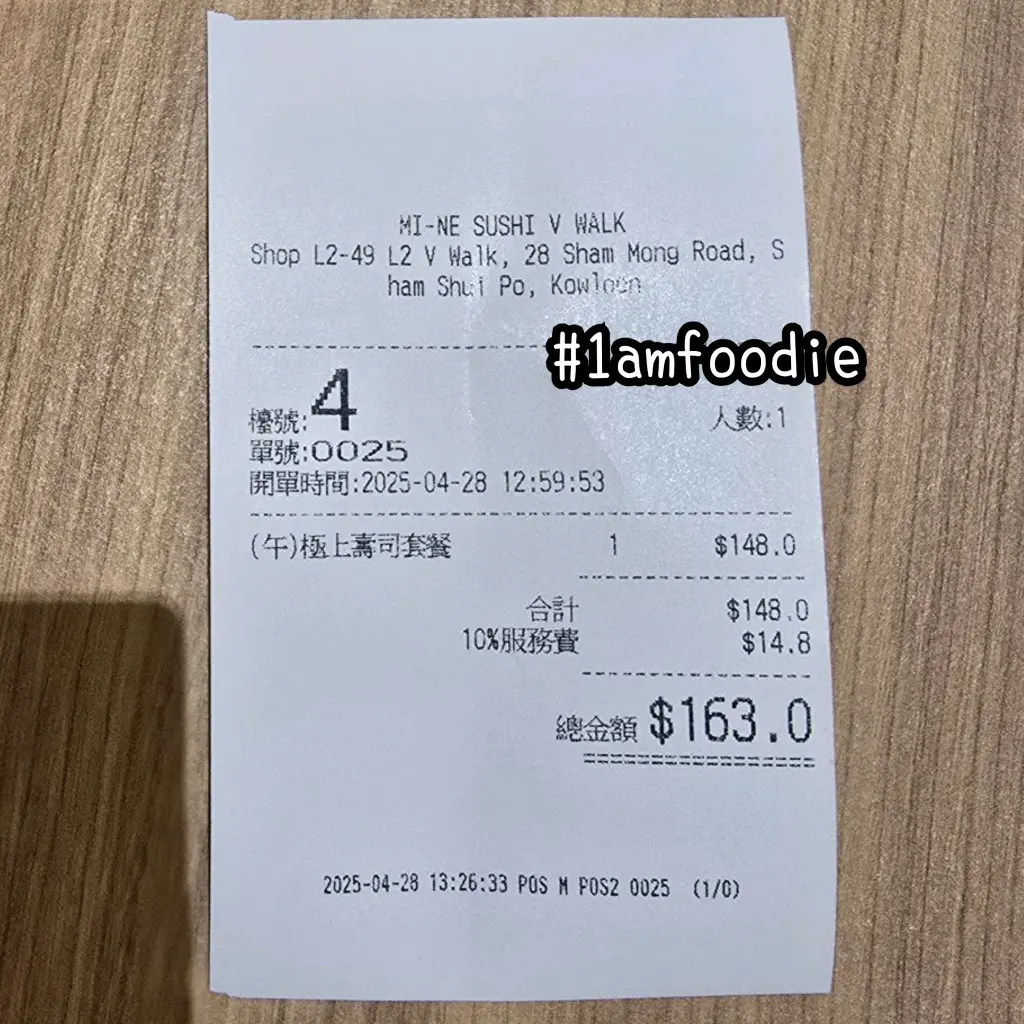 MI-NE SUSHI V WALK
Shop L2-49 L2 V Walk, 28 Sham Mong Road, S
ham Shui Po, Kowloon
#1amfoodie
檯號:4 人數:1
單號:0025
開單時間:2025-04-28 12:59:53
(午)極上壽司套餐 1 $148.0
合計 $148.0
10%服務費 $14.8
總金額 $163.0
2025-04-28 13:26:33 POS M POS2 0025 (1/0)